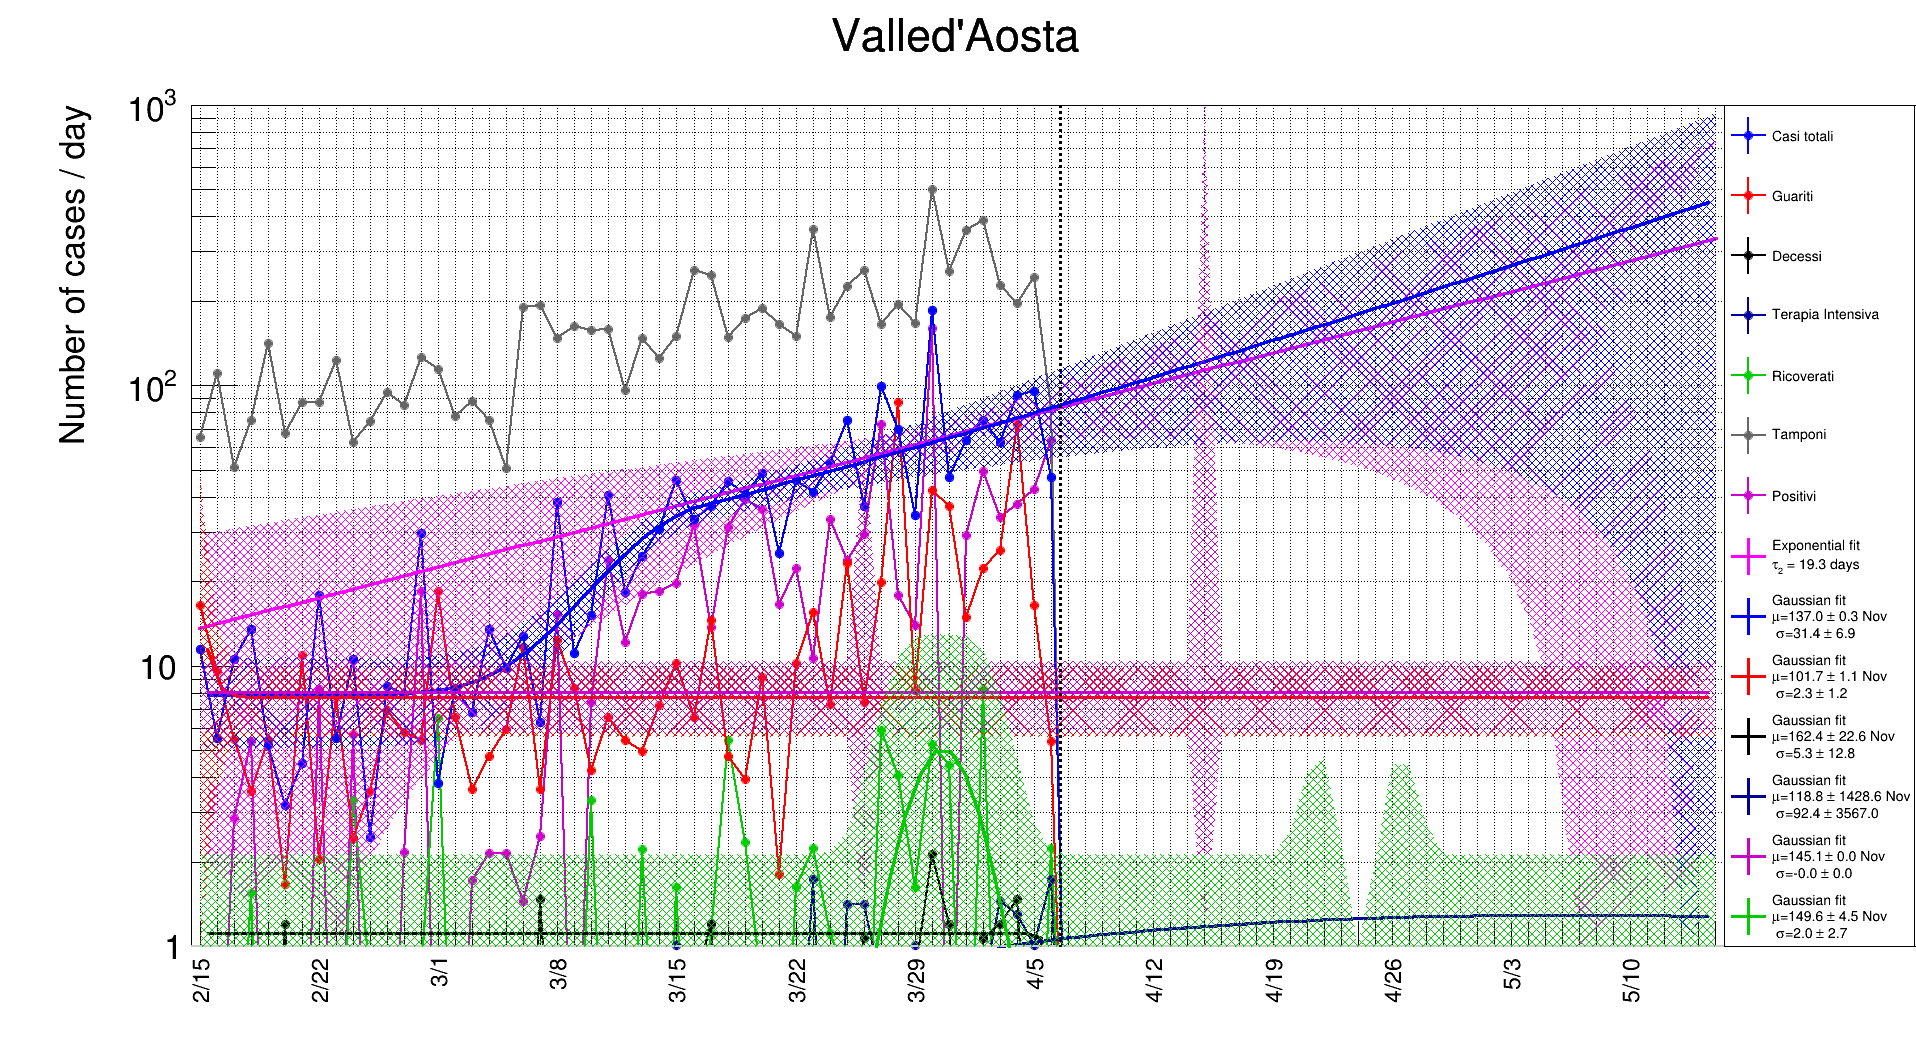 Valled'Aosta
Number of cases / day
10³
10²
10
1
2/15
2/22
3/1
3/8
3/15
3/22
3/29
4/5
4/12
4/19
4/26
5/3
5/10
Casi totali
Guariti
Decessi
Terapia Intensiva
Ricoverati
Tamponi
Positivi
Exponential fit
τ₂ = 19.3 days
Gaussian fit
μ=137.0 ± 0.3 Nov
σ=31.4 ± 6.9
Gaussian fit
μ=101.7 ± 1.1 Nov
σ=2.3 ± 1.2
Gaussian fit
μ=162.4 ± 22.6 Nov
σ=5.3 ± 12.8
Gaussian fit
μ=118.8 ± 1428.6 Nov
σ=92.4 ± 3567.0
Gaussian fit
μ=145.1 ± 0.0 Nov
σ=-0.0 ± 0.0
Gaussian fit
μ=149.6 ± 4.5 Nov
σ=2.0 ± 2.7